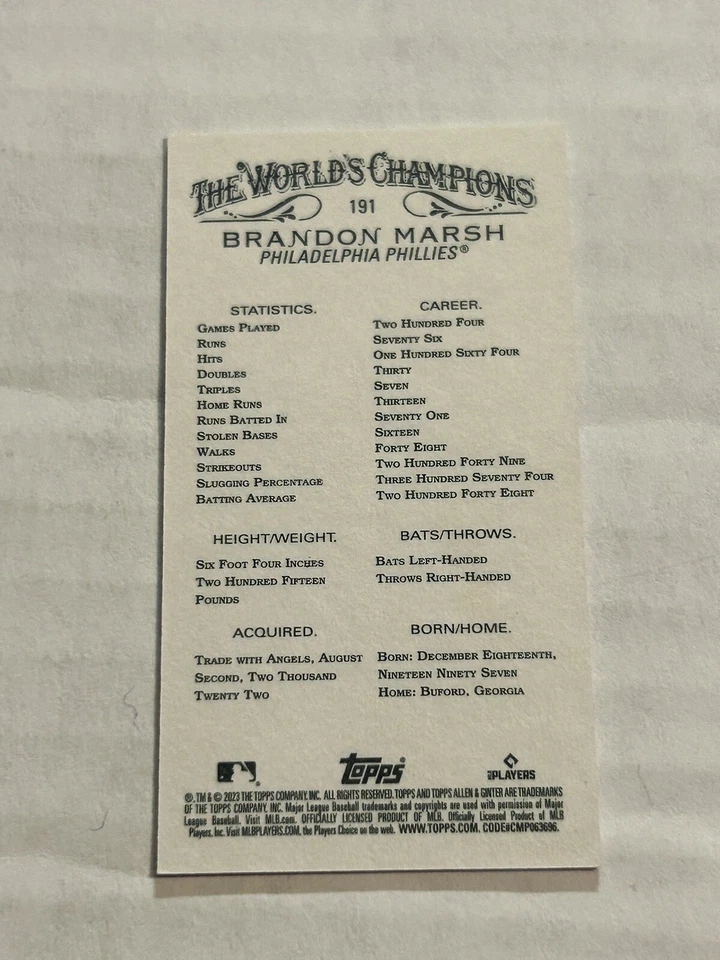 THE WORLD'S CHAMPIONS
191
BRANDON MARSH
PHILADELPHIA PHILLIES®
STATISTICS. CAREER.
GAMES PLAYED TWO HUNDRED FOUR
RUNS SEVENTY SIX
HITS ONE HUNDRED SIXTY FOUR
DOUBLES THIRTY
TRIPLES SEVEN
HOME RUNS THIRTEEN
RUNS BATTED IN SEVENTY ONE
STOLEN BASES SIXTEEN
WALKS FORTY EIGHT
STRIKEOUTS TWO HUNDRED FORTY NINE
SLUGGING PERCENTAGE THREE HUNDRED SEVENTY FOUR
BATTING AVERAGE TWO HUNDRED FORTY EIGHT
HEIGHT/WEIGHT. BATS/THROWS.
SIX FOOT FOUR INCHES BATS LEFT-HANDED
TWO HUNDRED FIFTEEN THROWS RIGHT-HANDED
POUNDS
ACQUIRED. BORN/HOME.
TRADE WITH ANGELS, AUGUST BORN: DECEMBER EIGHTEENTH,
SECOND, TWO THOUSAND NINETEEN NINETY SEVEN
TWENTY TWO HOME: BUFORD, GEORGIA
topps® PLAYERS
®, TM & © 2023 THE TOPPS COMPANY, INC. ALL RIGHTS RESERVED. TOPPS AND TOPPS ALLEN & GINTER ARE TRADEMARKS
OF THE TOPPS COMPANY, INC. Major League Baseball trademarks and copyrights are used with permission of Major
League Baseball. Visit MLB.com. OFFICIALLY LICENSED PRODUCT OF MLB. Officially Licensed Product of MLB
Players, Inc. Visit MLBPLAYERS.COM, the Players Choice on the web. WWW.TOPPS.COM. CODE#CMP063696.